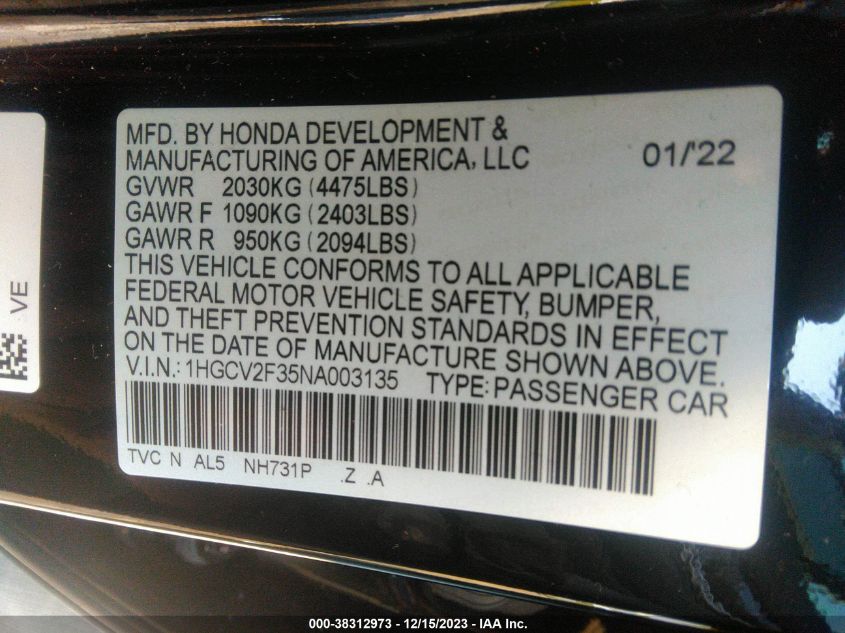 MFD. BY HONDA DEVELOPMENT &
MANUFACTURING OF AMERICA, LLC 01/'22
GVWR 2030KG (4475LBS)
GAWR F 1090KG (2403LBS)
GAWR R 950KG (2094LBS)
THIS VEHICLE CONFORMS TO ALL APPLICABLE
FEDERAL MOTOR VEHICLE SAFETY, BUMPER,
AND THEFT PREVENTION STANDARDS IN EFFECT
ON THE DATE OF MANUFACTURE SHOWN ABOVE.
V.I.N.: 1HGCV2F35NA003135 TYPE: PASSENGER CAR
TVC N AL5 NH731P .Z .A
VE
000-38312973 - 12/15/2023 - IAA Inc.